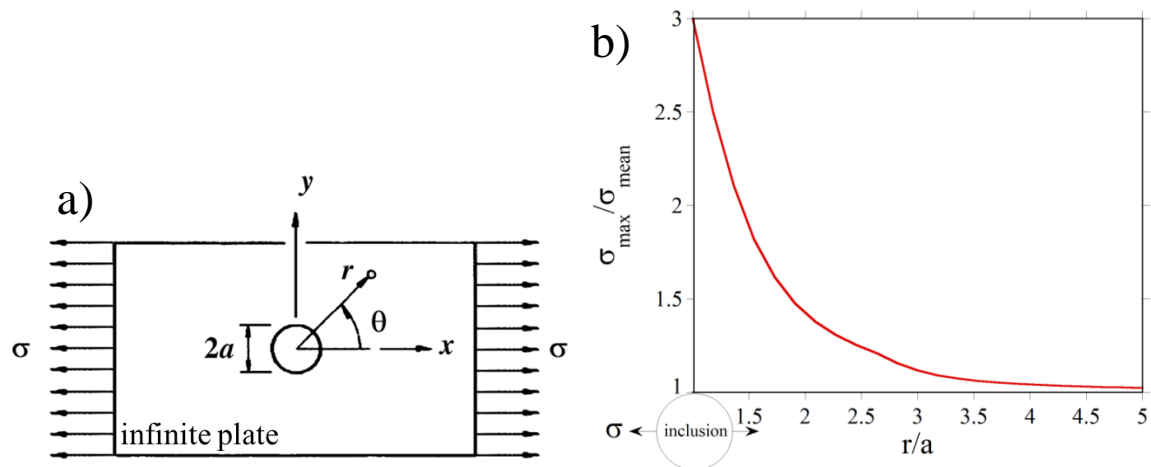 a)
y
r
θ
2a
x
σ
σ
infinite plate
b)
3
2.5
2
1.5
1
σmax/σmean
1.5
2
2.5
3
3.5
4
4.5
5
σ
inclusion
r/a